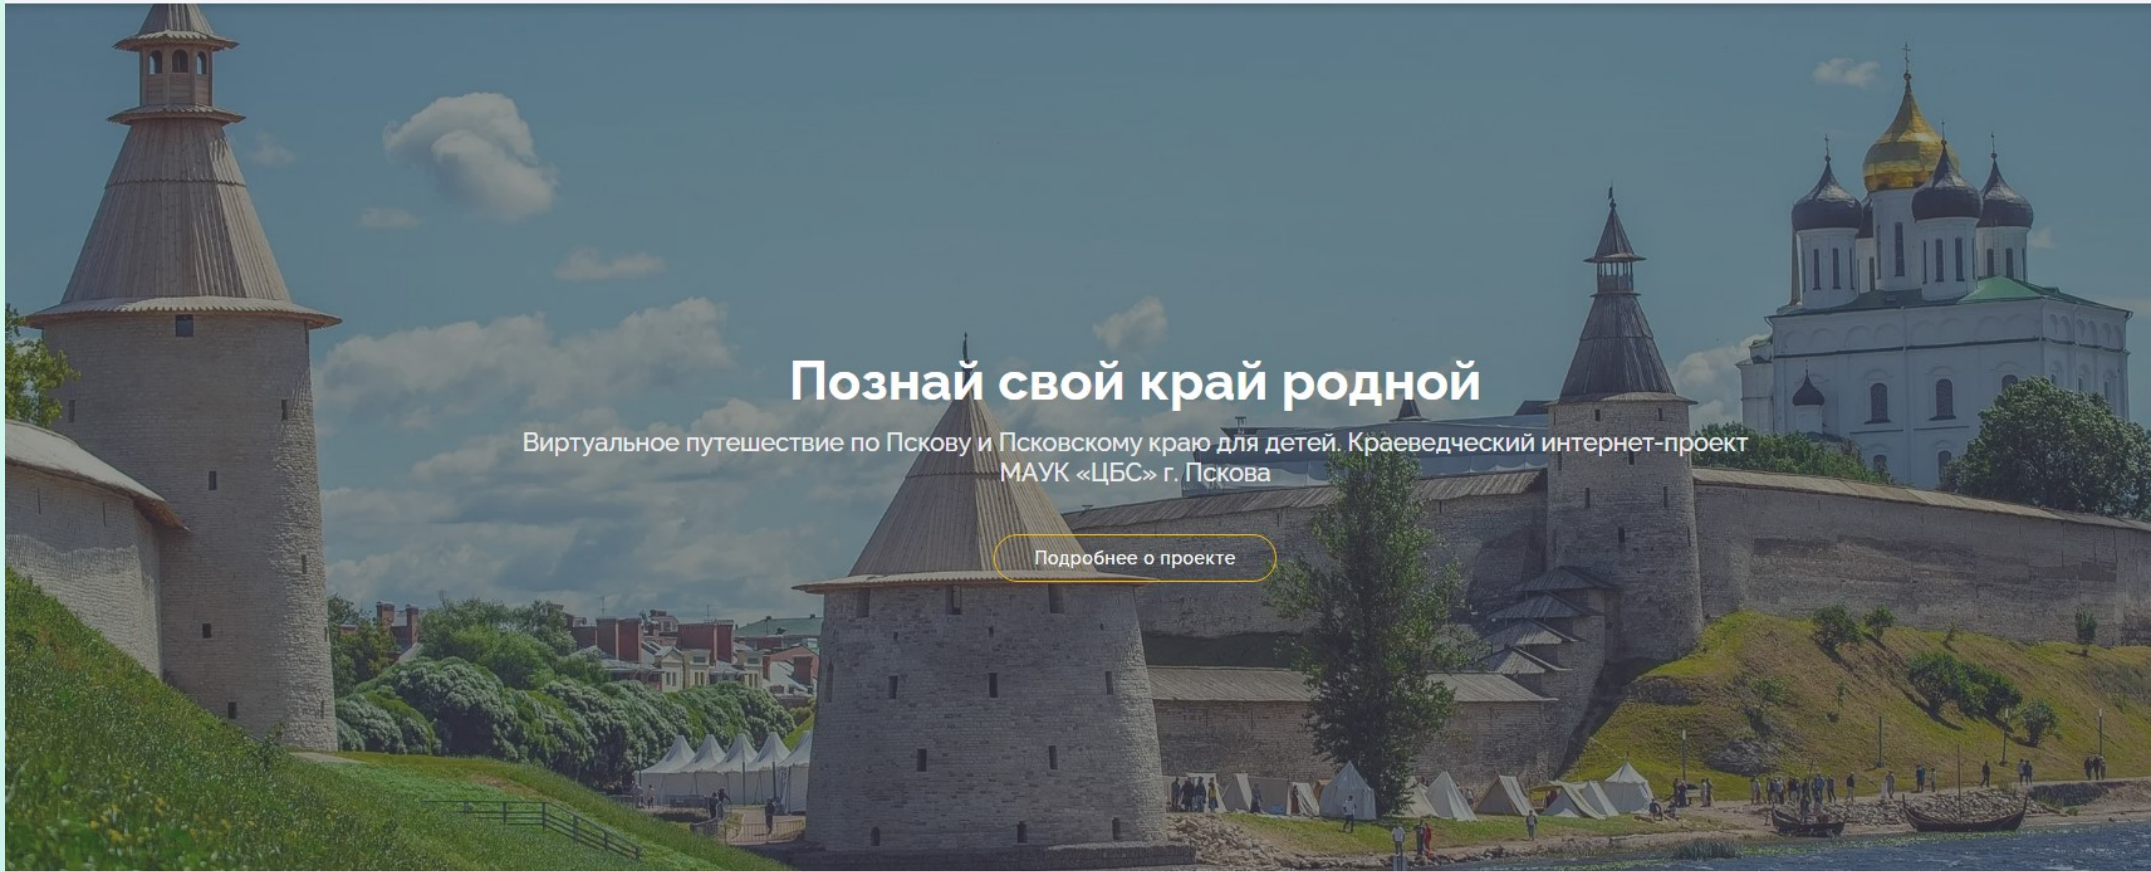 Познай свой край родной
Виртуальное путешествие по Пскову и Псковскому краю для детей. Краеведческий интернет-проект
МАУК «ЦБС» г. Пскова
Подробнее о проекте